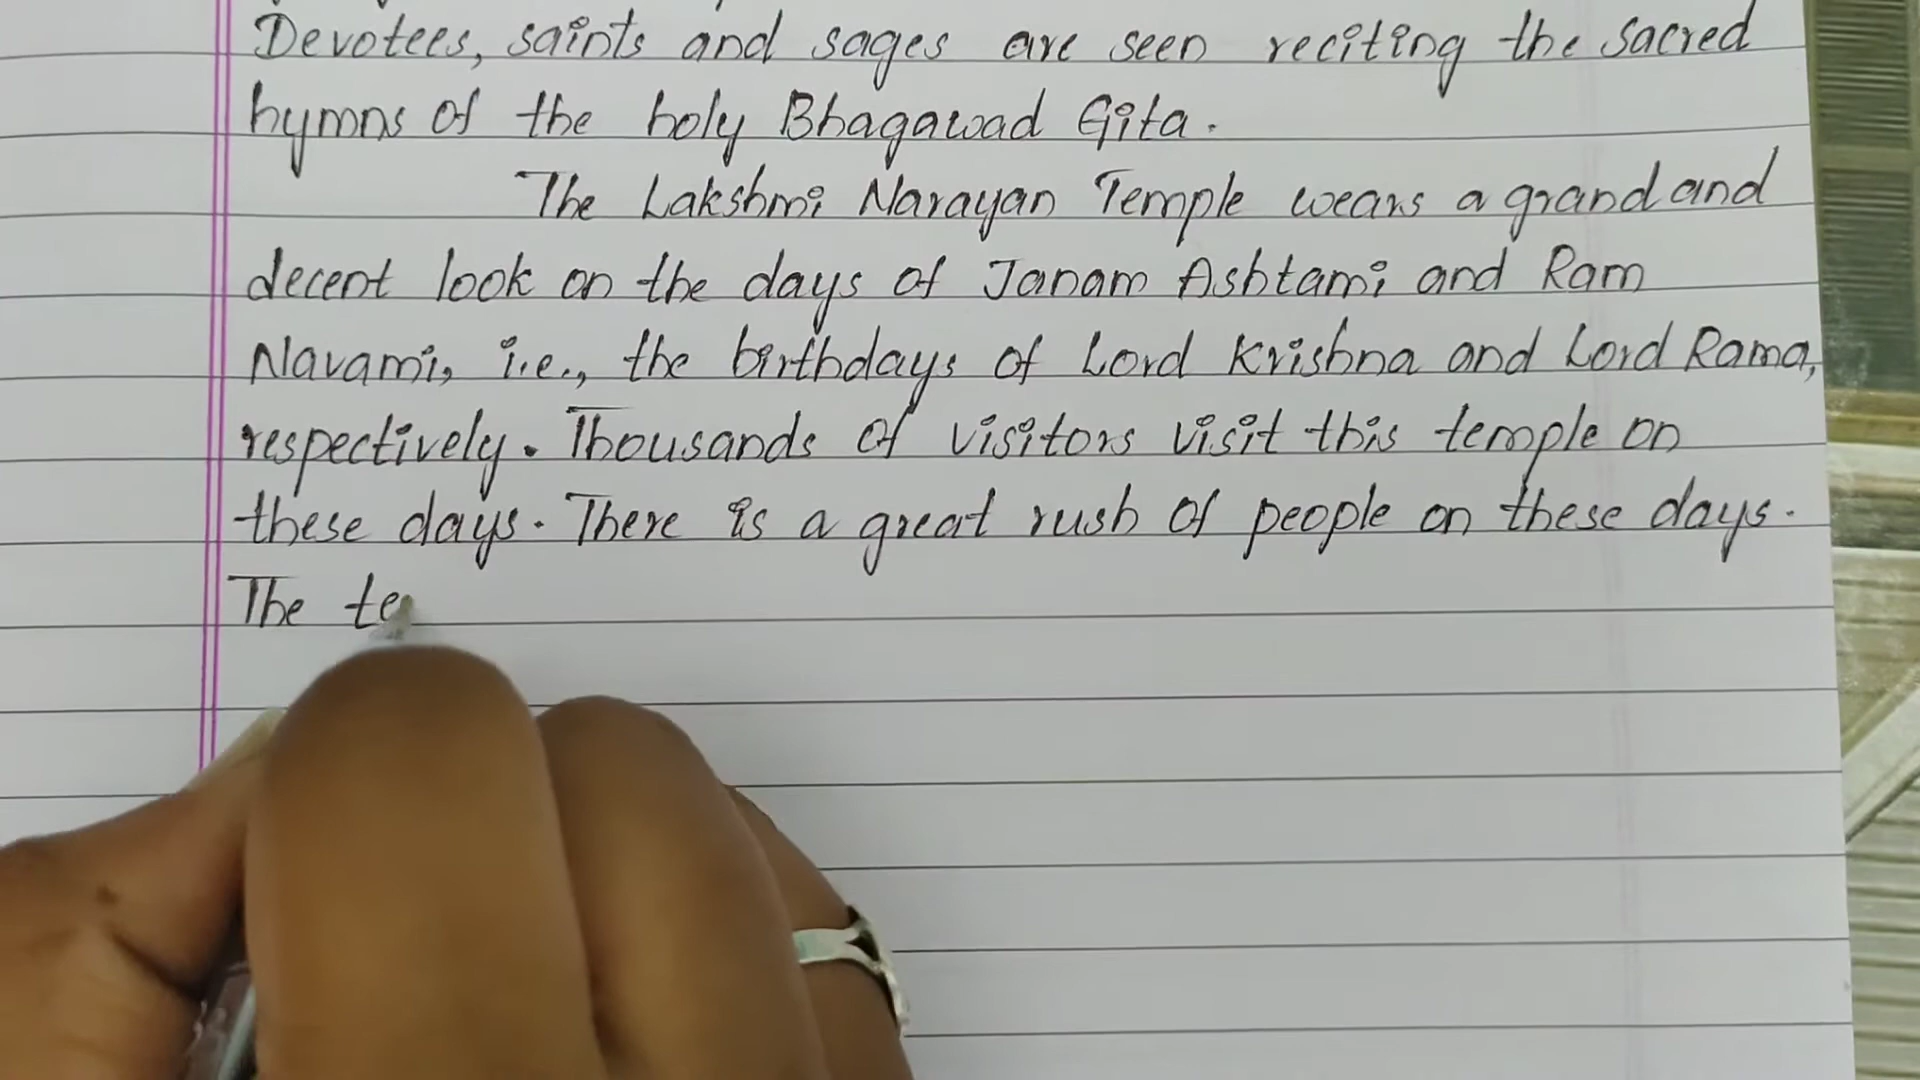 Devotees, saints and sages are seen reciting the sacred
hymns of the holy Bhagawad Gita.
The Lakshmi Narayan Temple wears a grand and
decent look on the days of Janam Ashtami and Ram
Navami, i.e., the birthdays of Lord Krishna and Lord Rama,
respectively. Thousands of visitors visit this temple on
these days. There is a great rush of people on these days.
The te